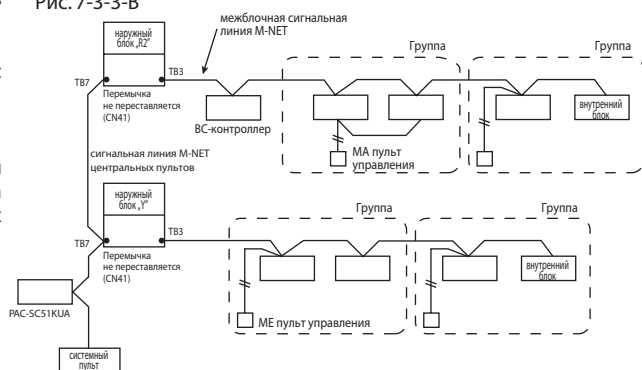 Рис. 7-3-3-B
наружный
блок „R2"
межблочная сигнальная
линия M-NET
Группа
Группа
TB7
TB3
Перемычка
не переставляется
(CN41)
BC-контроллер
внутренний
блок
MA пульт
управления
сигнальная линия M-NET
центральных пультов
наружный
блок „Y"
Группа
Группа
TB7
TB3
Перемычка
не переставляется
(CN41)
внутренний
блок
PAC-SC51KUA
ME пульт управления
системный
пульт